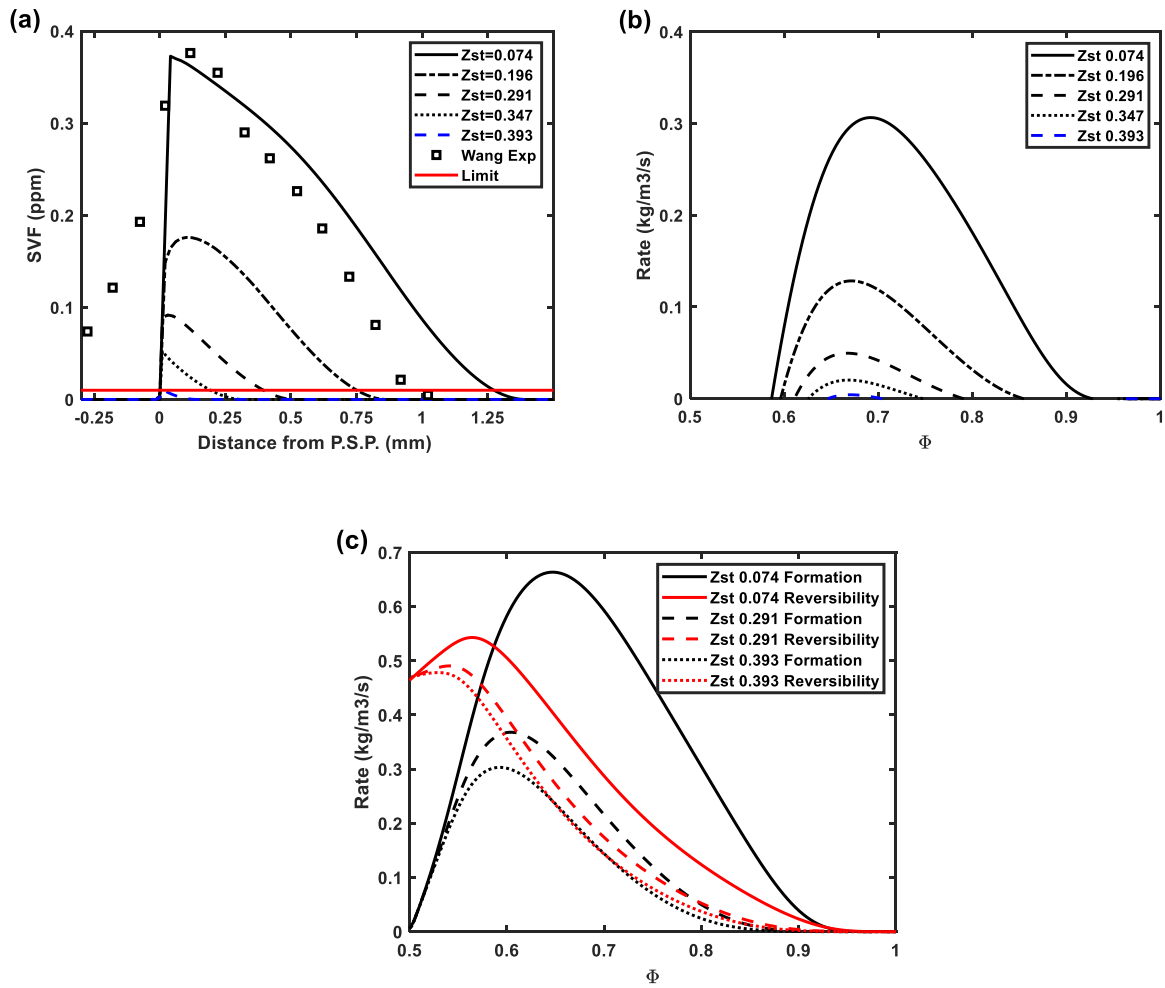 (a)
0.4
0.3
0.2
0.1
0
SVF (ppm)
-0.25
0
0.25
0.5
0.75
1
1.25
Distance from P.S.P. (mm)
Zst=0.074
Zst=0.196
Zst=0.291
Zst=0.347
Zst=0.393
Wang Exp
Limit
(b)
0.4
0.3
0.2
0.1
0
Rate (kg/m3/s)
0.5
0.6
0.7
0.8
0.9
1
Φ
Zst 0.074
Zst 0.196
Zst 0.291
Zst 0.347
Zst 0.393
(c)
0.7
0.6
0.5
0.4
0.3
0.2
0.1
0
Rate (kg/m3/s)
0.5
0.6
0.7
0.8
0.9
1
Φ
Zst 0.074 Formation
Zst 0.074 Reversibility
Zst 0.291 Formation
Zst 0.291 Reversibility
Zst 0.393 Formation
Zst 0.393 Reversibility